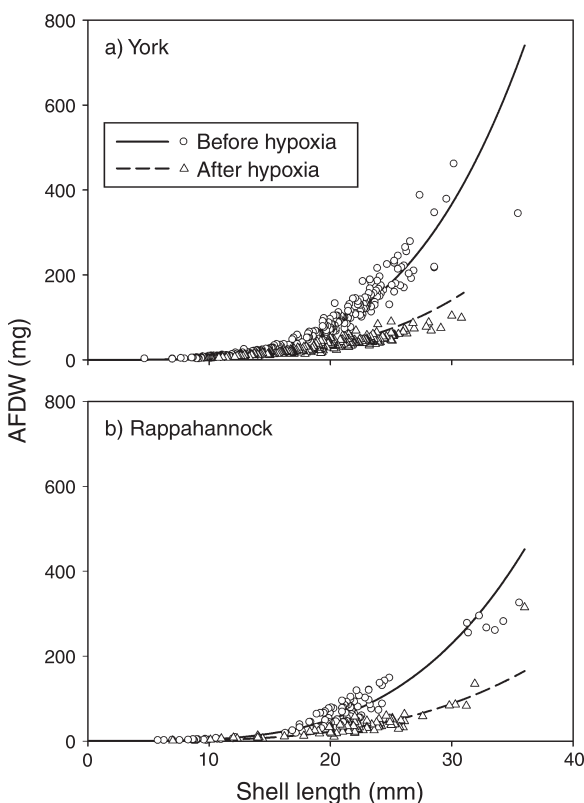 800
a) York
600
Before hypoxia
After hypoxia
400
200
0
AFDW (mg)
800
b) Rappahannock
600
400
200
0
0 10 20 30 40
Shell length (mm)